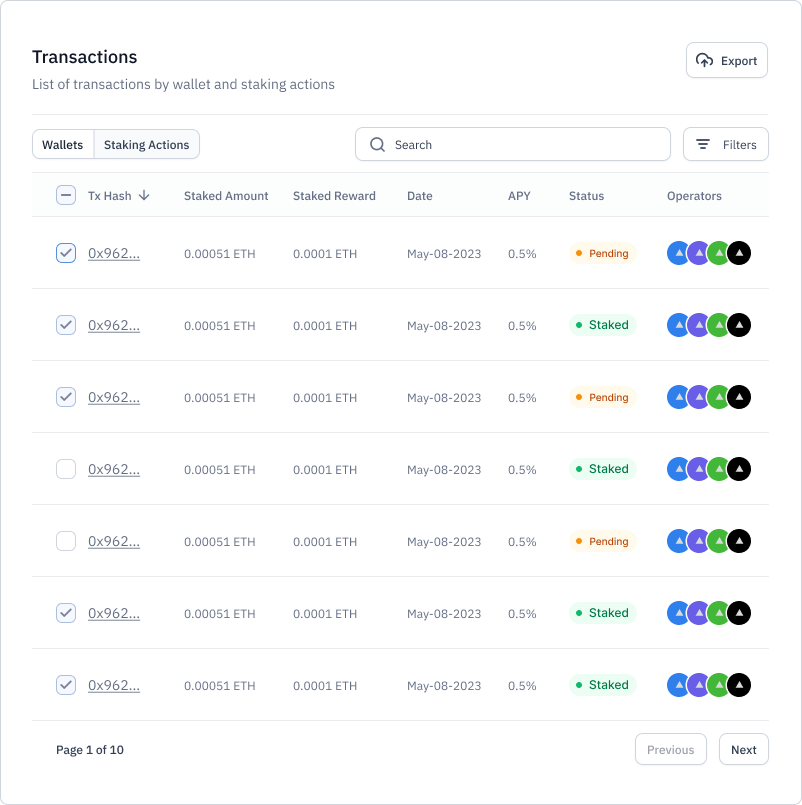 Transactions
Export
List of transactions by wallet and staking actions
Wallets Staking Actions Search Filters
Tx Hash Staked Amount Staked Reward Date APY Status Operators
0x962... 0.00051 ETH 0.0001 ETH May-08-2023 0.5% Pending
0x962... 0.00051 ETH 0.0001 ETH May-08-2023 0.5% Staked
0x962... 0.00051 ETH 0.0001 ETH May-08-2023 0.5% Pending
0x962... 0.00051 ETH 0.0001 ETH May-08-2023 0.5% Staked
0x962... 0.00051 ETH 0.0001 ETH May-08-2023 0.5% Pending
0x962... 0.00051 ETH 0.0001 ETH May-08-2023 0.5% Staked
0x962... 0.00051 ETH 0.0001 ETH May-08-2023 0.5% Staked
Page 1 of 10 Previous Next